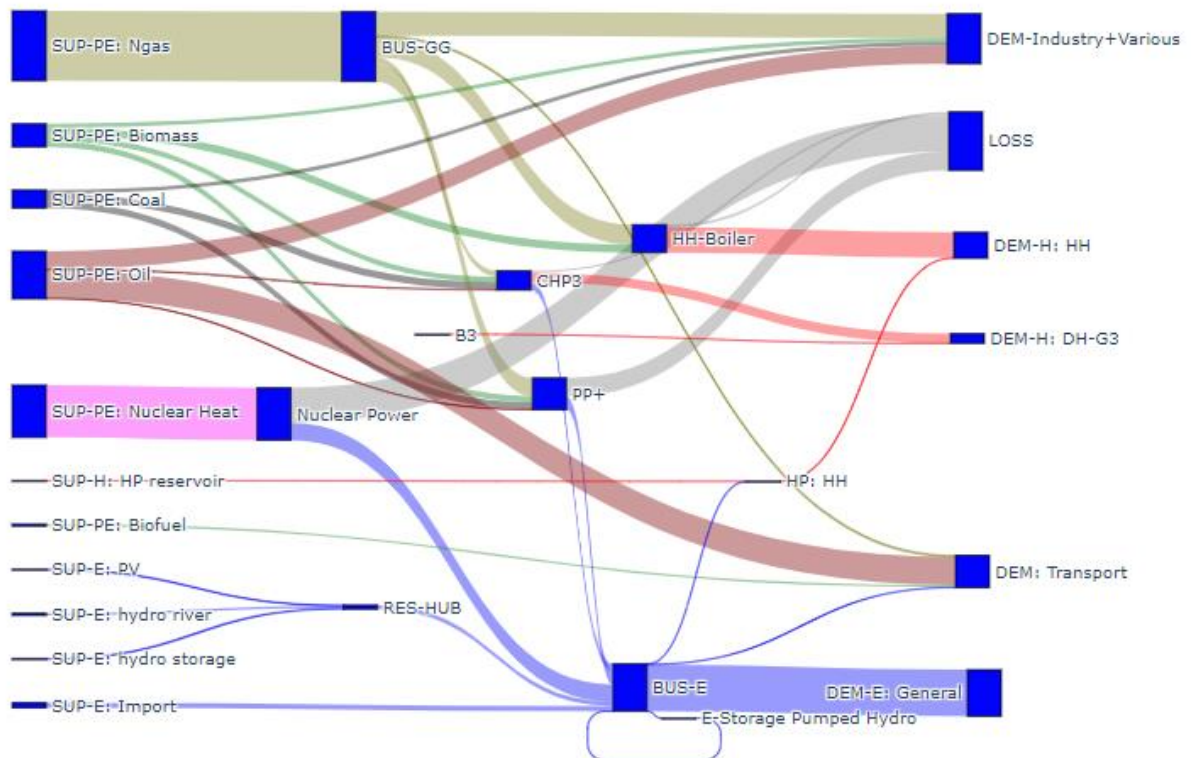 SUP-PE: Ngas
BUS-GG
DEM-Industry+Various
SUP-PE: Biomass
LOSS
SUP-PE: Coal
HH-Boiler
DEM-H: HH
SUP-PE: Oil
CHP3
B3
DEM-H: DH-G3
PP+
SUP-PE: Nuclear Heat
Nuclear Power
SUP-H: HP reservoir
HP: HH
SUP-PE: Biofuel
SUP-E: PV
DEM: Transport
SUP-E: hydro river
RES-HUB
SUP-E: hydro storage
BUS-E
DEM-E: General
SUP-E: Import
E-Storage Pumped Hydro